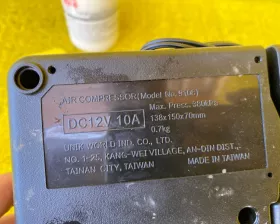 AIR COMPRESSOR(Model No.
Max. Press.
> DC12V 10A
138x150x70mm
0.7kg
UNIK WORLD IND. CO., LTD.
NO. 1-25, KANG-WEI VILLAGE, AN-DIN DIST.,
TAINAN CITY, TAIWAN
MADE IN TAIWAN